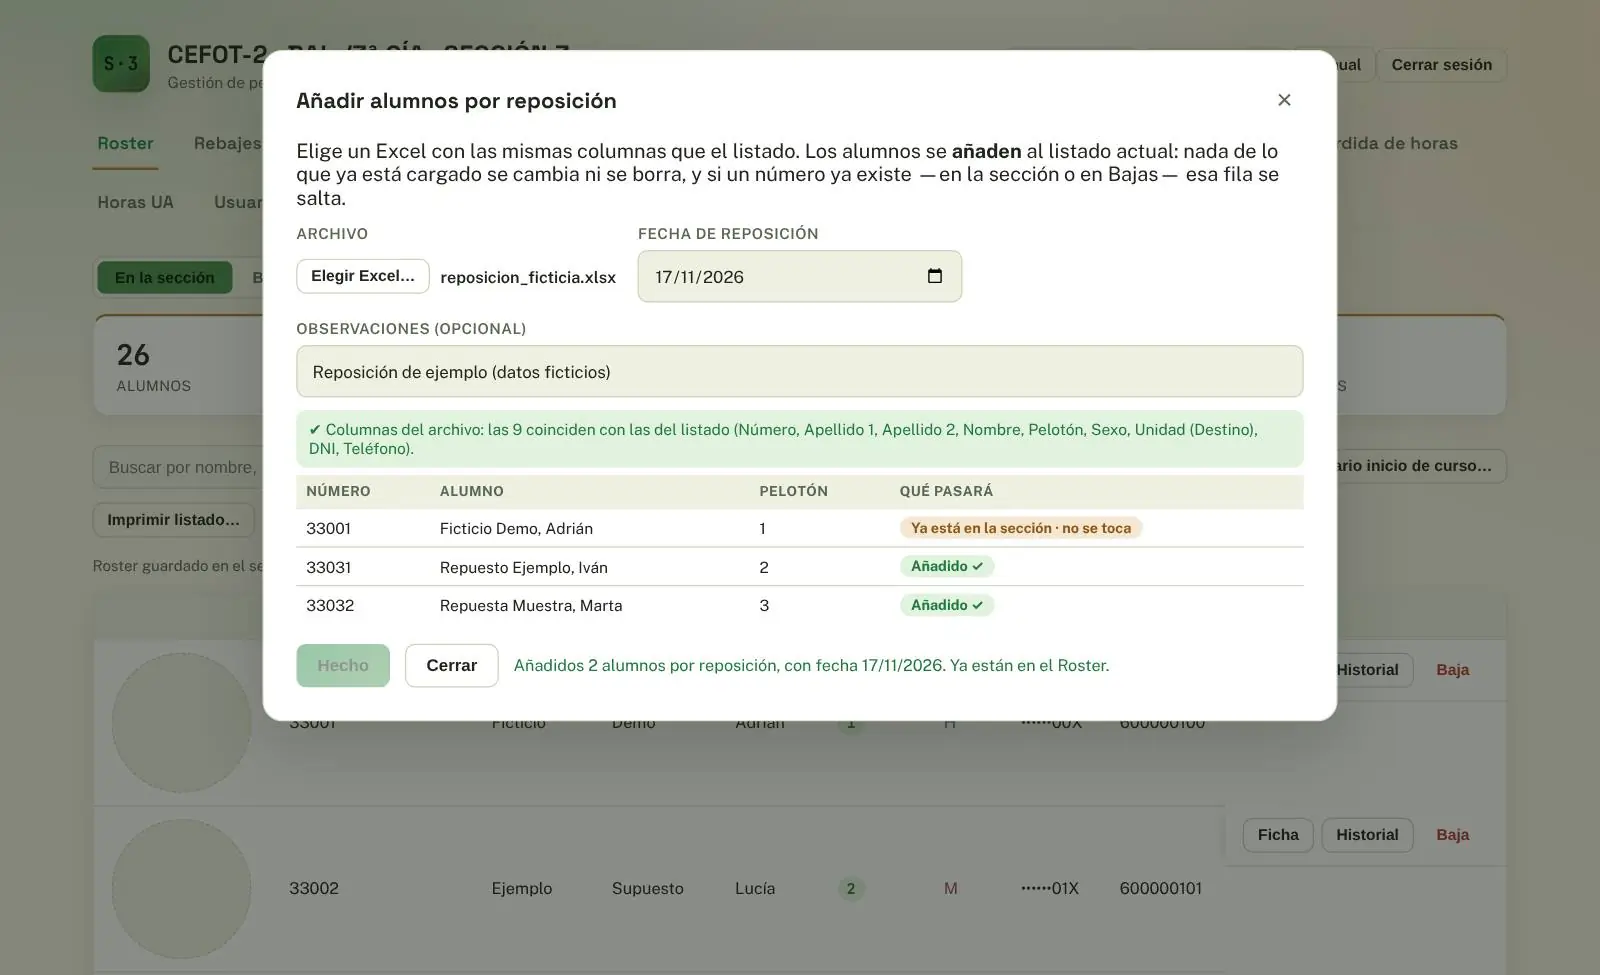 S·3
CEFOT-2
Gestión de pe
ual
Cerrar sesión
Roster
Rebajes
rdida de horas
Horas UA
Usuar
En la sección
B
26
ALUMNOS
S
Buscar por nombre,
ario inicio de curso...
Imprimir listado...
Roster guardado en el se
Añadir alumnos por reposición
×
Elige un Excel con las mismas columnas que el listado. Los alumnos se añaden al listado actual: nada de lo
que ya está cargado se cambia ni se borra, y si un número ya existe —en la sección o en Bajas— esa fila se
salta.
ARCHIVO
FECHA DE REPOSICIÓN
Elegir Excel... reposicion_ficticia.xlsx
17/11/2026
OBSERVACIONES (OPCIONAL)
Reposición de ejemplo (datos ficticios)
✔ Columnas del archivo: las 9 coinciden con las del listado (Número, Apellido 1, Apellido 2, Nombre, Pelotón, Sexo, Unidad (Destino),
DNI, Teléfono).
NÚMERO ALUMNO PELOTÓN QUÉ PASARÁ
33001 Ficticio Demo, Adrián 1 Ya está en la sección · no se toca
33031 Repuesto Ejemplo, Iván 2 Añadido ✓
33032 Repuesta Muestra, Marta 3 Añadido ✓
Hecho Cerrar Añadidos 2 alumnos por reposición, con fecha 17/11/2026. Ya están en el Roster.
Historial Baja
33001 Ficticio Demo Adrián 1 H ••••••00X 600000100
Ficha Historial Baja
33002 Ejemplo Supuesto Lucía 2 M ••••••01X 600000101